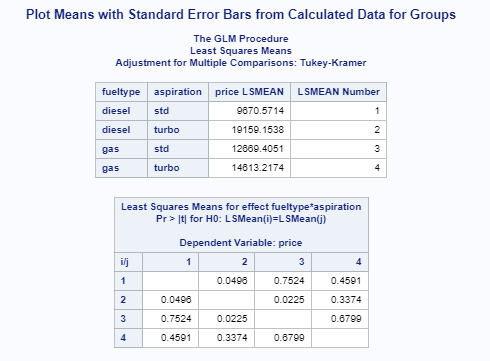 Plot Means with Standard Error Bars from Calculated Data for Groups
The GLM Procedure
Least Squares Means
Adjustment for Multiple Comparisons: Tukey-Kramer
fueltype aspiration price LSMEAN LSMEAN Number
diesel std 9670.5714 1
diesel turbo 19159.1538 2
gas std 12669.4051 3
gas turbo 14613.2174 4
Least Squares Means for effect fueltype*aspiration
Pr > |t| for H0: LSMean(i)=LSMean(j)
Dependent Variable: price
i/j 1 2 3 4
1 0.0496 0.7524 0.4591
2 0.0496 0.0225 0.3374
3 0.7524 0.0225 0.6799
4 0.4591 0.3374 0.6799